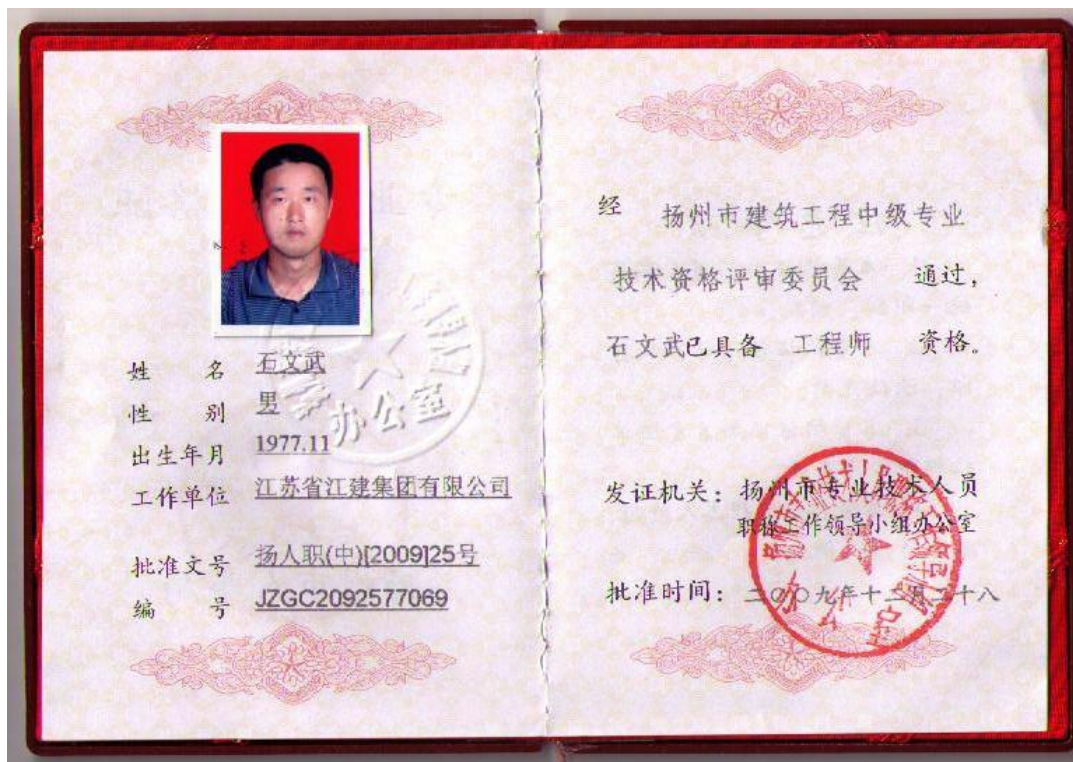 姓 名 石文武
性 别 男
出生年月 1977.11
工作单位 江苏省江建集团有限公司
批准文号 扬人职(中)[2009]25号
编 号 JZGC2092577069
办公室
经 扬州市建筑工程中级专业
技术资格评审委员会 通过，
石文武已具备 工程师 资格。
发证机关：扬州市专业技术人员
职称工作领导小组办公室
批准时间：二〇〇九年十二月二十八